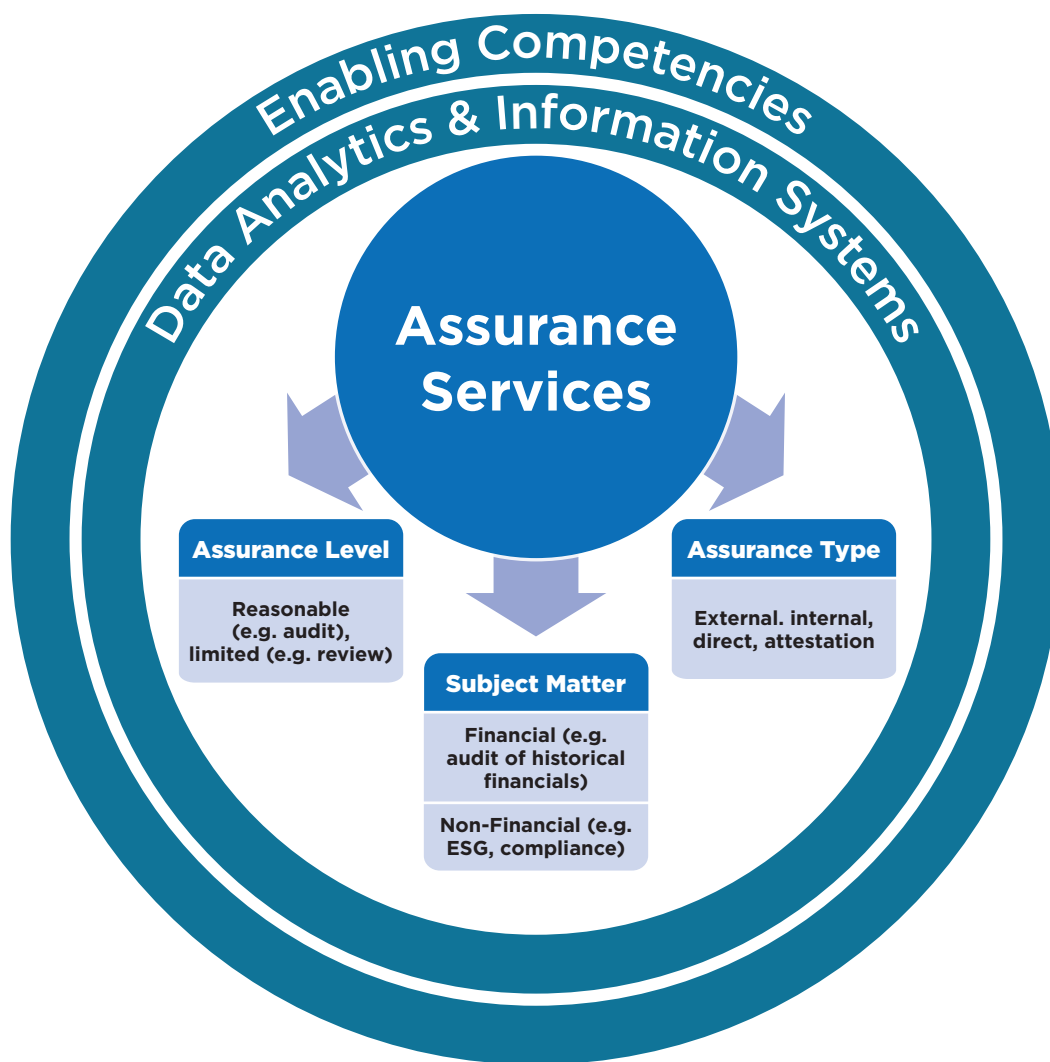 Enabling Competencies
Data Analytics & Information Systems
Assurance
Services
Assurance Level
Reasonable
(e.g. audit),
limited (e.g. review)
Subject Matter
Financial (e.g.
audit of historical
financials)
Non-Financial (e.g.
ESG, compliance)
Assurance Type
External. internal,
direct, attestation